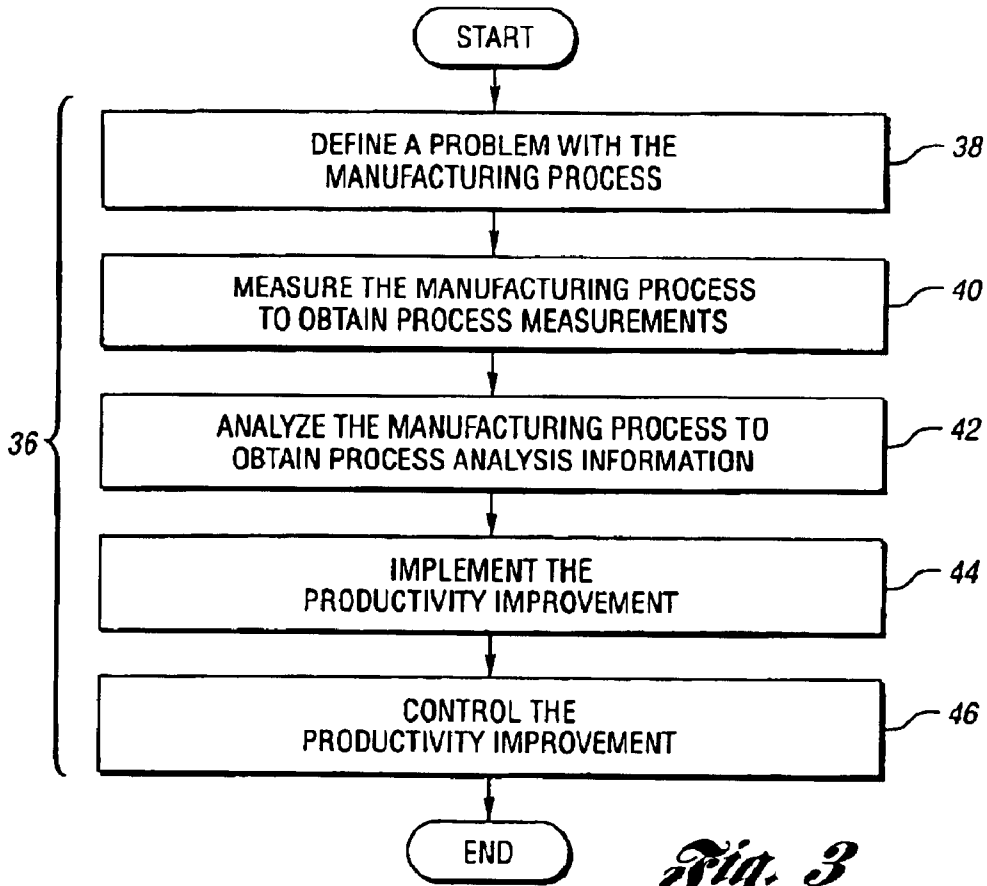 START
DEFINE A PROBLEM WITH THE
MANUFACTURING PROCESS
38
MEASURE THE MANUFACTURING PROCESS
TO OBTAIN PROCESS MEASUREMENTS
40
36
ANALYZE THE MANUFACTURING PROCESS TO
OBTAIN PROCESS ANALYSIS INFORMATION
42
IMPLEMENT THE
PRODUCTIVITY IMPROVEMENT
44
CONTROL THE
PRODUCTIVITY IMPROVEMENT
46
END
Fig. 3